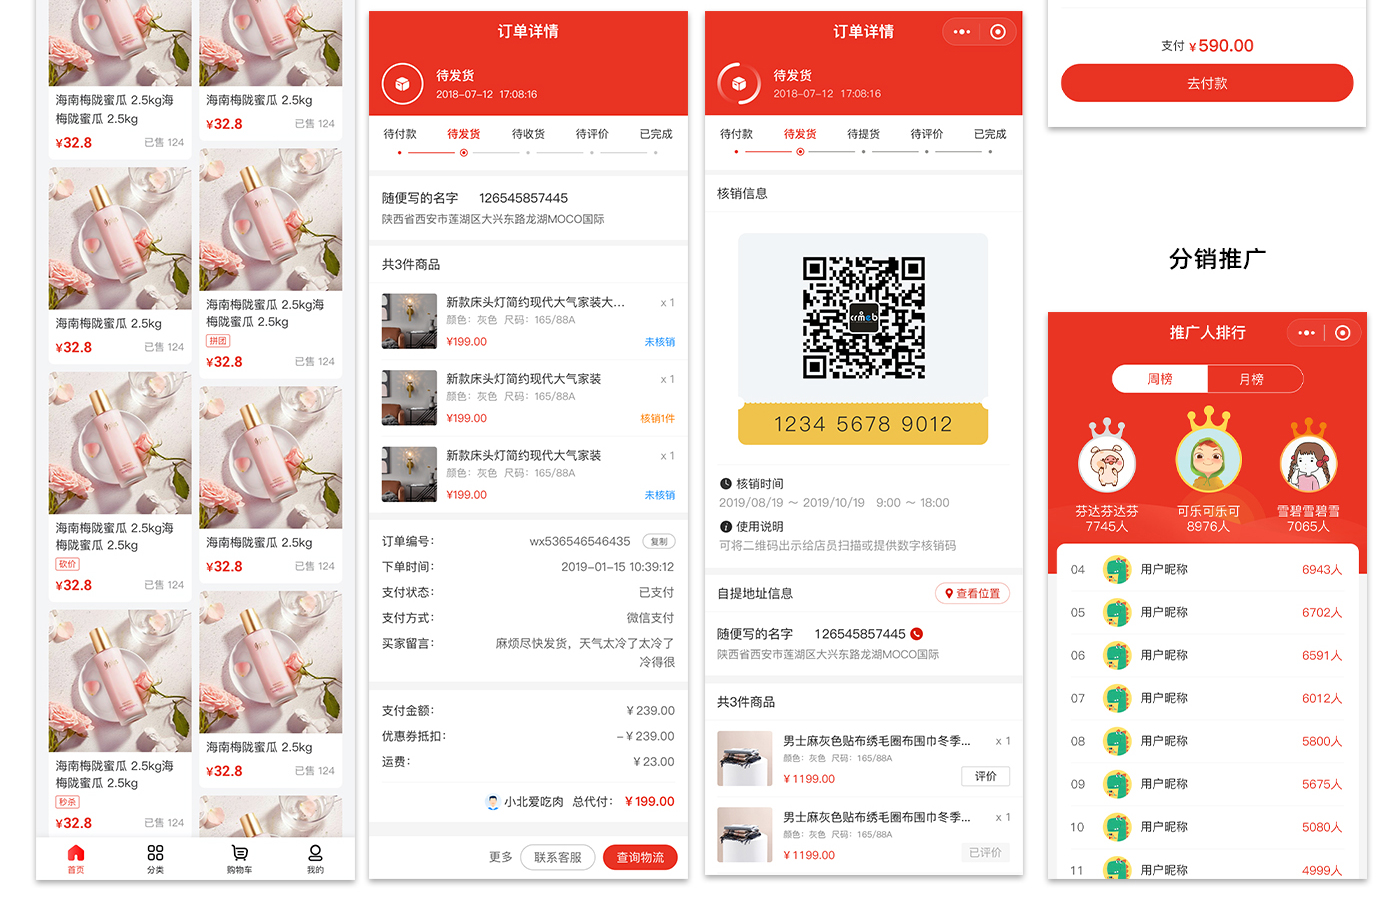 海南梅陇蜜瓜 2.5kg海
梅陇蜜瓜 2.5kg
¥32.8
已售 124
海南梅陇蜜瓜 2.5kg
¥32.8
已售 124
海南梅陇蜜瓜 2.5kg
¥32.8
已售 124
海南梅陇蜜瓜 2.5kg海
梅陇蜜瓜 2.5kg
拼团
¥32.8
已售 124
海南梅陇蜜瓜 2.5kg海
梅陇蜜瓜 2.5kg
砍价
¥32.8
已售 124
海南梅陇蜜瓜 2.5kg
¥32.8
已售 124
海南梅陇蜜瓜 2.5kg海
梅陇蜜瓜 2.5kg
秒杀
¥32.8
已售 124
海南梅陇蜜瓜 2.5kg
¥32.8
已售 124
首页
分类
购物车
我的
订单详情
待发货
2018-07-12 17:08:16
待付款
待发货
待收货
待评价
已完成
随便写的名字 126545857445
陕西省西安市莲湖区大兴东路龙湖MOCO国际
共3件商品
新款床头灯简约现代大气家装大... x 1
颜色：灰色 尺码：165/88A
¥199.00 未核销
新款床头灯简约现代大气家装 x 1
颜色：灰色 尺码：165/88A
¥199.00 核销1件
新款床头灯简约现代大气家装 x 1
颜色：灰色 尺码：165/88A
¥199.00 未核销
订单编号： wx536546546435 复制
下单时间： 2019-01-15 10:39:12
支付状态： 已支付
支付方式： 微信支付
买家留言： 麻烦尽快发货，天气太冷了太冷了
冷得很
支付金额： ¥239.00
优惠券抵扣： -¥239.00
运费： ¥23.00
小北爱吃肉 总代付： ¥199.00
更多
联系客服
查询物流
订单详情
待发货
2018-07-12 17:08:16
待付款
待发货
待提货
待评价
已完成
核销信息
crmeb
1234 5678 9012
核销时间
2019/08/19 ～ 2019/10/19 9:00 ～ 18:00
使用说明
可将二维码出示给店员扫描或提供数字核销码
自提地址信息 查看位置
随便写的名字 126545857445
陕西省西安市莲湖区大兴东路龙湖MOCO国际
共3件商品
男士麻灰色贴布绣毛圈布围巾冬季... x 1
颜色：灰色 尺码：165/88A
¥1199.00 评价
男士麻灰色贴布绣毛圈布围巾冬季... x 1
颜色：灰色 尺码：165/88A
¥1199.00 已评价
支付 ¥590.00
去付款
分销推广
推广人排行
周榜
月榜
芬达芬达芬
7745人
可乐可乐可
8976人
雪碧雪碧雪
7065人
04 用户昵称 6943人
05 用户昵称 6702人
06 用户昵称 6591人
07 用户昵称 6012人
08 用户昵称 5800人
09 用户昵称 5675人
10 用户昵称 5080人
11 用户昵称 4999人